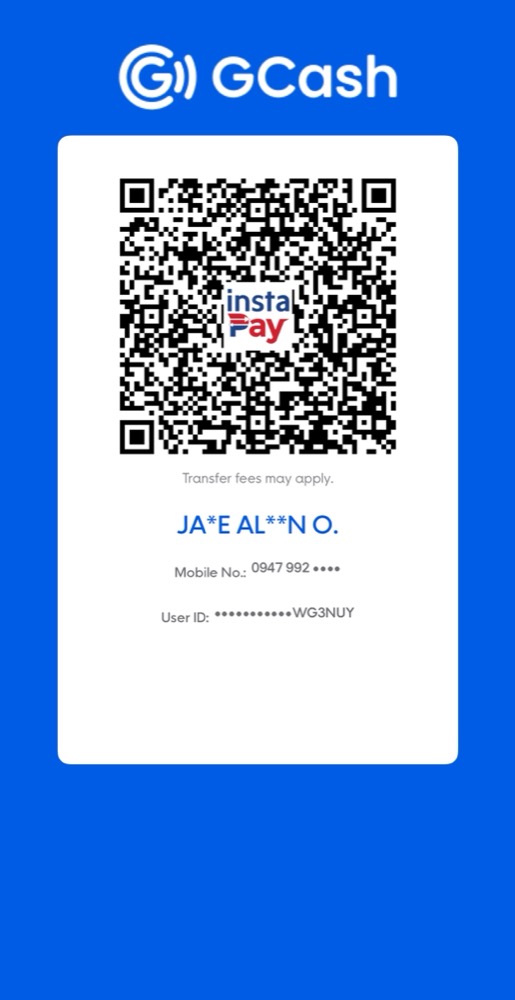 GCash
insta
Pay
Transfer fees may apply.
JA*E AL**N O.
Mobile No.: 0947 992 ••••
User ID: •••••••••••WG3NUY